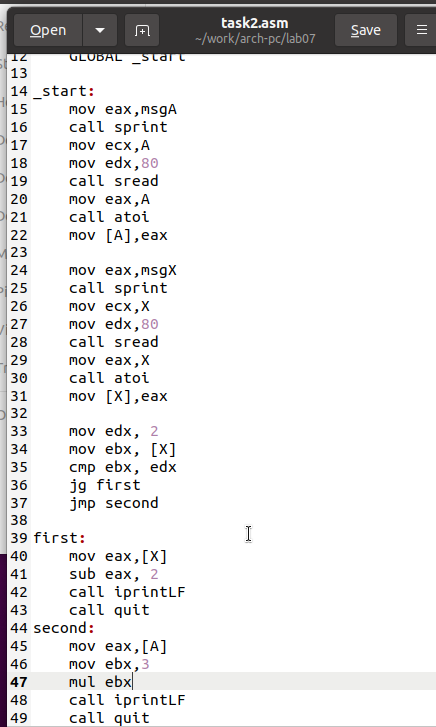 Open
task2.asm
~/work/arch-pc/lab07
Save
12     GLOBAL _start
13
14 _start:
15     mov eax,msgA
16     call sprint
17     mov ecx,A
18     mov edx,80
19     call sread
20     mov eax,A
21     call atoi
22     mov [A],eax
23
24     mov eax,msgX
25     call sprint
26     mov ecx,X
27     mov edx,80
28     call sread
29     mov eax,X
30     call atoi
31     mov [X],eax
32
33     mov edx, 2
34     mov ebx, [X]
35     cmp ebx, edx
36     jg first
37     jmp second
38
39 first:
40     mov eax,[X]
41     sub eax, 2
42     call iprintLF
43     call quit
44 second:
45     mov eax,[A]
46     mov ebx,3
47     mul ebx
48     call iprintLF
49     call quit